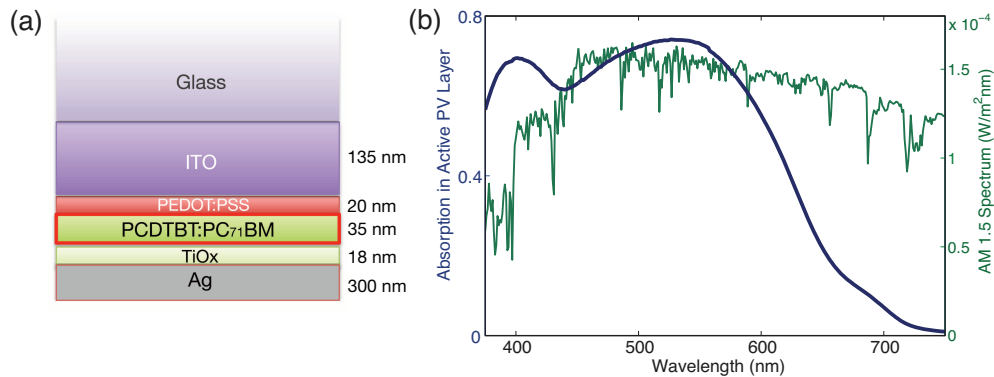 (a)
Glass
ITO
135 nm
PEDOT:PSS
20 nm
PCDTBT:PC₇₁BM
35 nm
TiOx
18 nm
Ag
300 nm
(b)
0.8
0.4
0
Absorption in Active PV Layer
400
500
600
700
Wavelength (nm)
x 10⁻⁴
1.5
1
0.5
0
AM 1.5 Spectrum (W/m² nm)